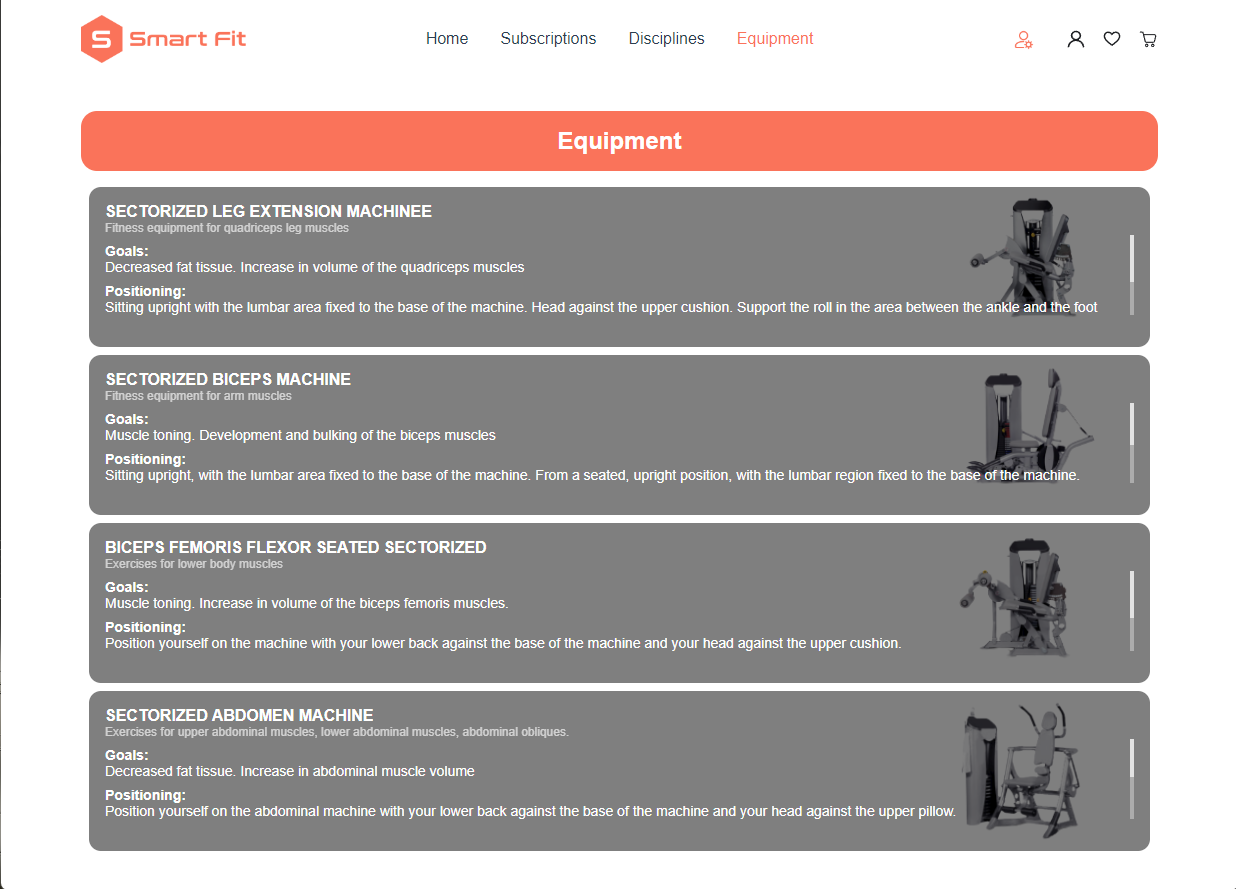 S Smart Fit
Home Subscriptions Disciplines Equipment
Equipment
SECTORIZED LEG EXTENSION MACHINEE
Fitness equipment for quadriceps leg muscles
Goals:
Decreased fat tissue. Increase in volume of the quadriceps muscles
Positioning:
Sitting upright with the lumbar area fixed to the base of the machine. Head against the upper cushion. Support the roll in the area between the ankle and the foot
SECTORIZED BICEPS MACHINE
Fitness equipment for arm muscles
Goals:
Muscle toning. Development and bulking of the biceps muscles
Positioning:
Sitting upright, with the lumbar area fixed to the base of the machine. From a seated, upright position, with the lumbar region fixed to the base of the machine.
BICEPS FEMORIS FLEXOR SEATED SECTORIZED
Exercises for lower body muscles
Goals:
Muscle toning. Increase in volume of the biceps femoris muscles.
Positioning:
Position yourself on the machine with your lower back against the base of the machine and your head against the upper cushion.
SECTORIZED ABDOMEN MACHINE
Exercises for upper abdominal muscles, lower abdominal muscles, abdominal obliques.
Goals:
Decreased fat tissue. Increase in abdominal muscle volume
Positioning:
Position yourself on the abdominal machine with your lower back against the base of the machine and your head against the upper pillow.